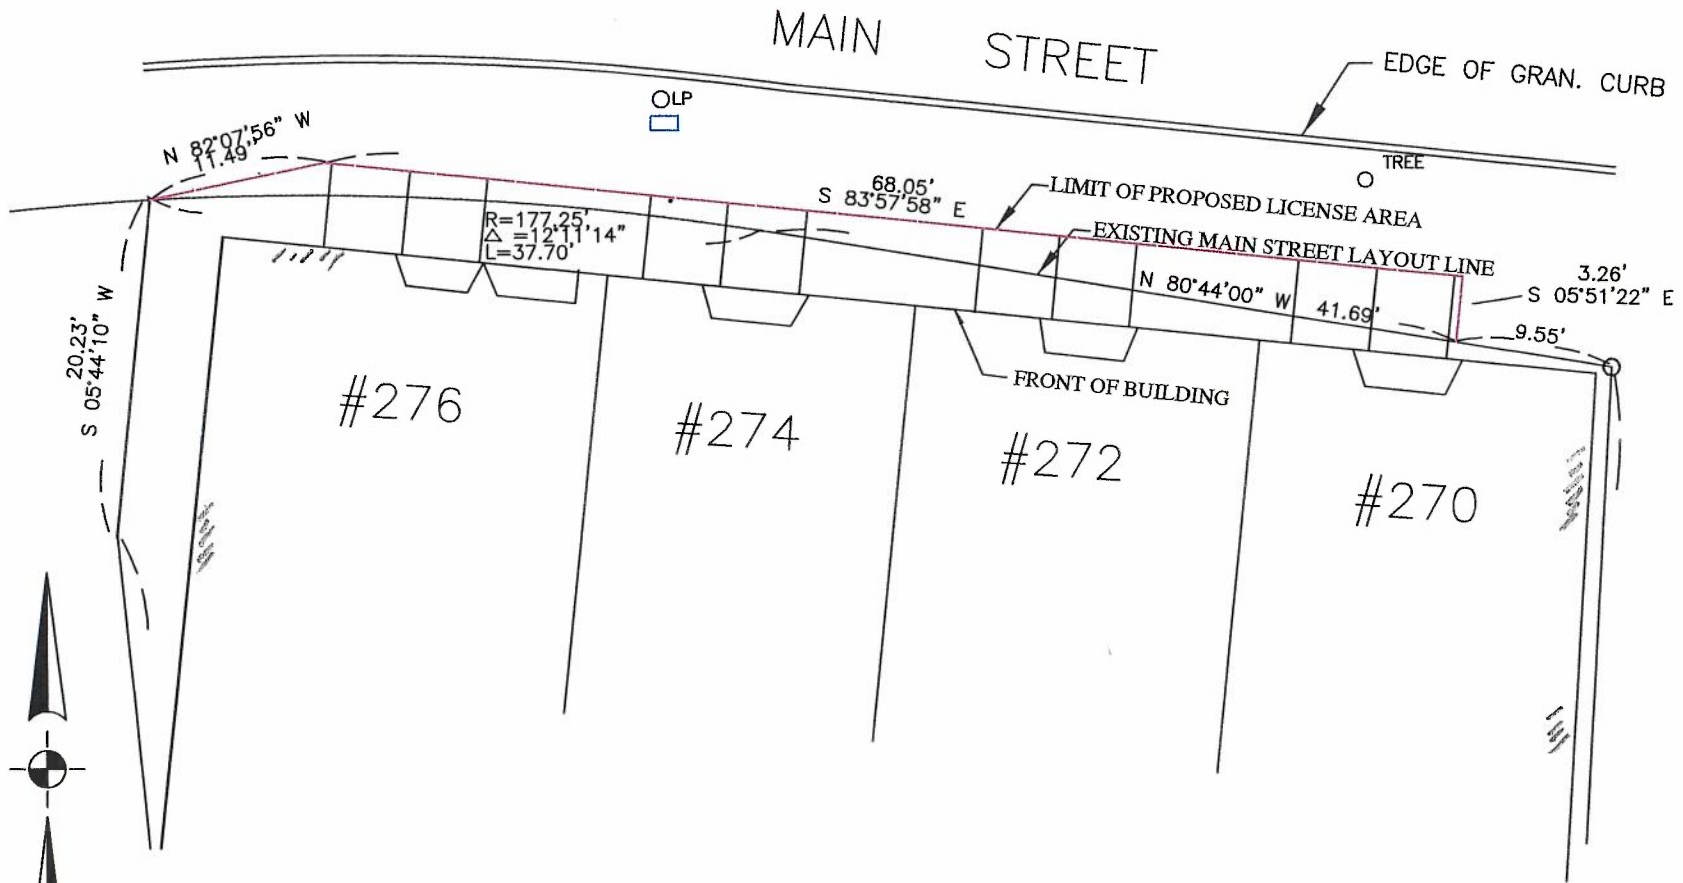 MAIN STREET
EDGE OF GRAN. CURB
LP
TREE
N 82°07'56" W
11.49'
68.05'
S 83°57'58" E
LIMIT OF PROPOSED LICENSE AREA
EXISTING MAIN STREET LAYOUT LINE
R=177.25'
Δ =12°11'14"
L=37.70'
3.26'
S 05°51'22" E
N 80°44'00" W
41.69'
9.55'
20.23'
S 05°44'10" W
FRONT OF BUILDING
#276
#274
#272
#270